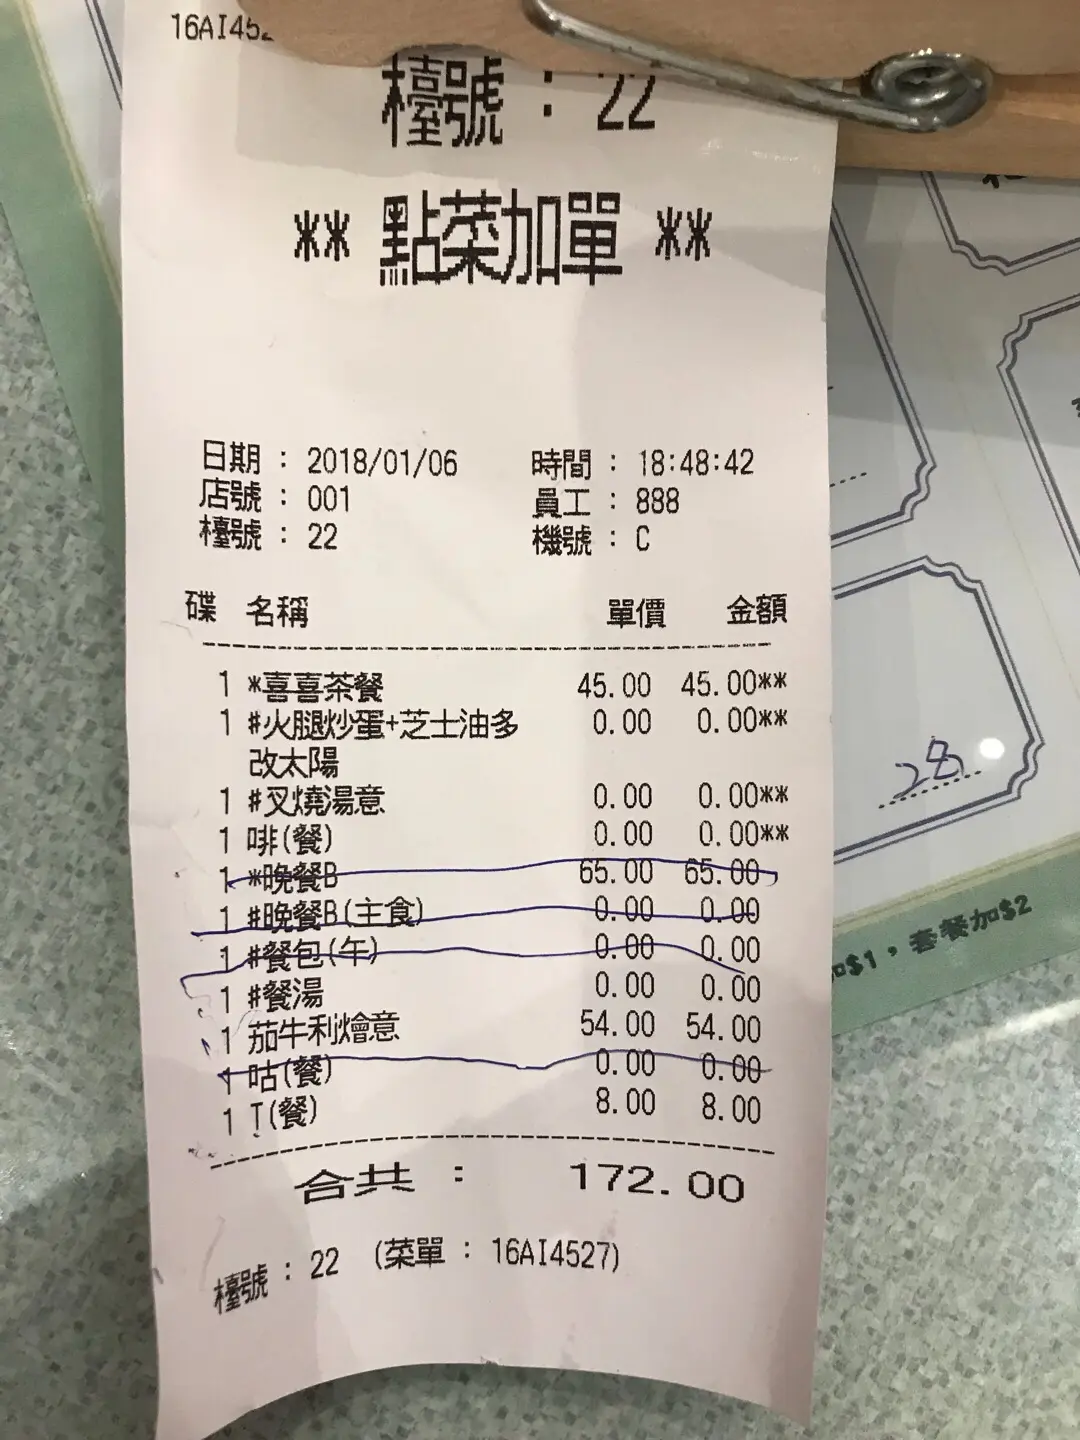 16AI452
檯號 : 22
** 點菜加單 **
日期 : 2018/01/06 時間 : 18:48:42
店號 : 001 員工 : 888
檯號 : 22 機號 : C
碟 名稱 單價 金額
1 *喜喜茶餐 45.00 45.00**
1 #火腿炒蛋+芝士油多 0.00 0.00**
改太陽
1 #叉燒湯意 0.00 0.00**
1 啡(餐) 0.00 0.00**
1 *晚餐B 65.00 65.00
1 #晚餐B(主食) 0.00 0.00
1 #餐包(午) 0.00 0.00
1 #餐湯 0.00 0.00
1 茄牛利燴意 54.00 54.00
1 咕(餐) 0.00 0.00
1 T(餐) 8.00 8.00
合共 : 172.00
檯號 : 22 (菜單 : 16AI4527)
28
加$1，套餐加$2